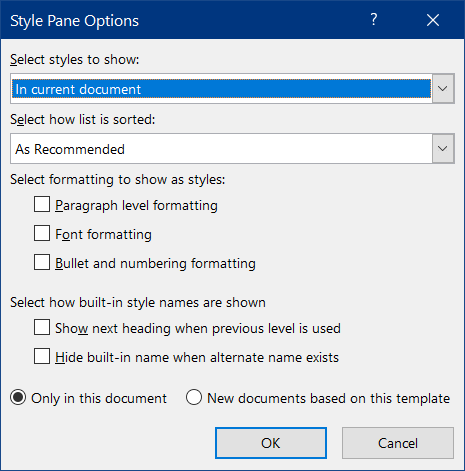 Style Pane Options ?
Select styles to show:
In current document
Select how list is sorted:
As Recommended
Select formatting to show as styles:
Paragraph level formatting
Font formatting
Bullet and numbering formatting
Select how built-in style names are shown
Show next heading when previous level is used
Hide built-in name when alternate name exists
Only in this document New documents based on this template
OK Cancel